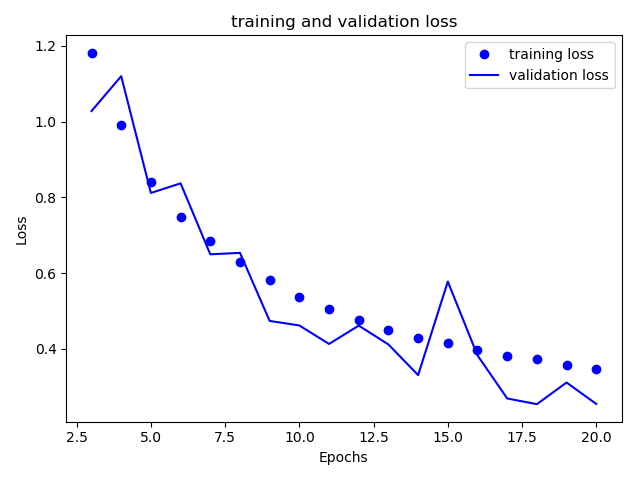 training and validation loss
training loss
validation loss
1.2
1.0
0.8
0.6
0.4
Loss
2.5 5.0 7.5 10.0 12.5 15.0 17.5 20.0
Epochs